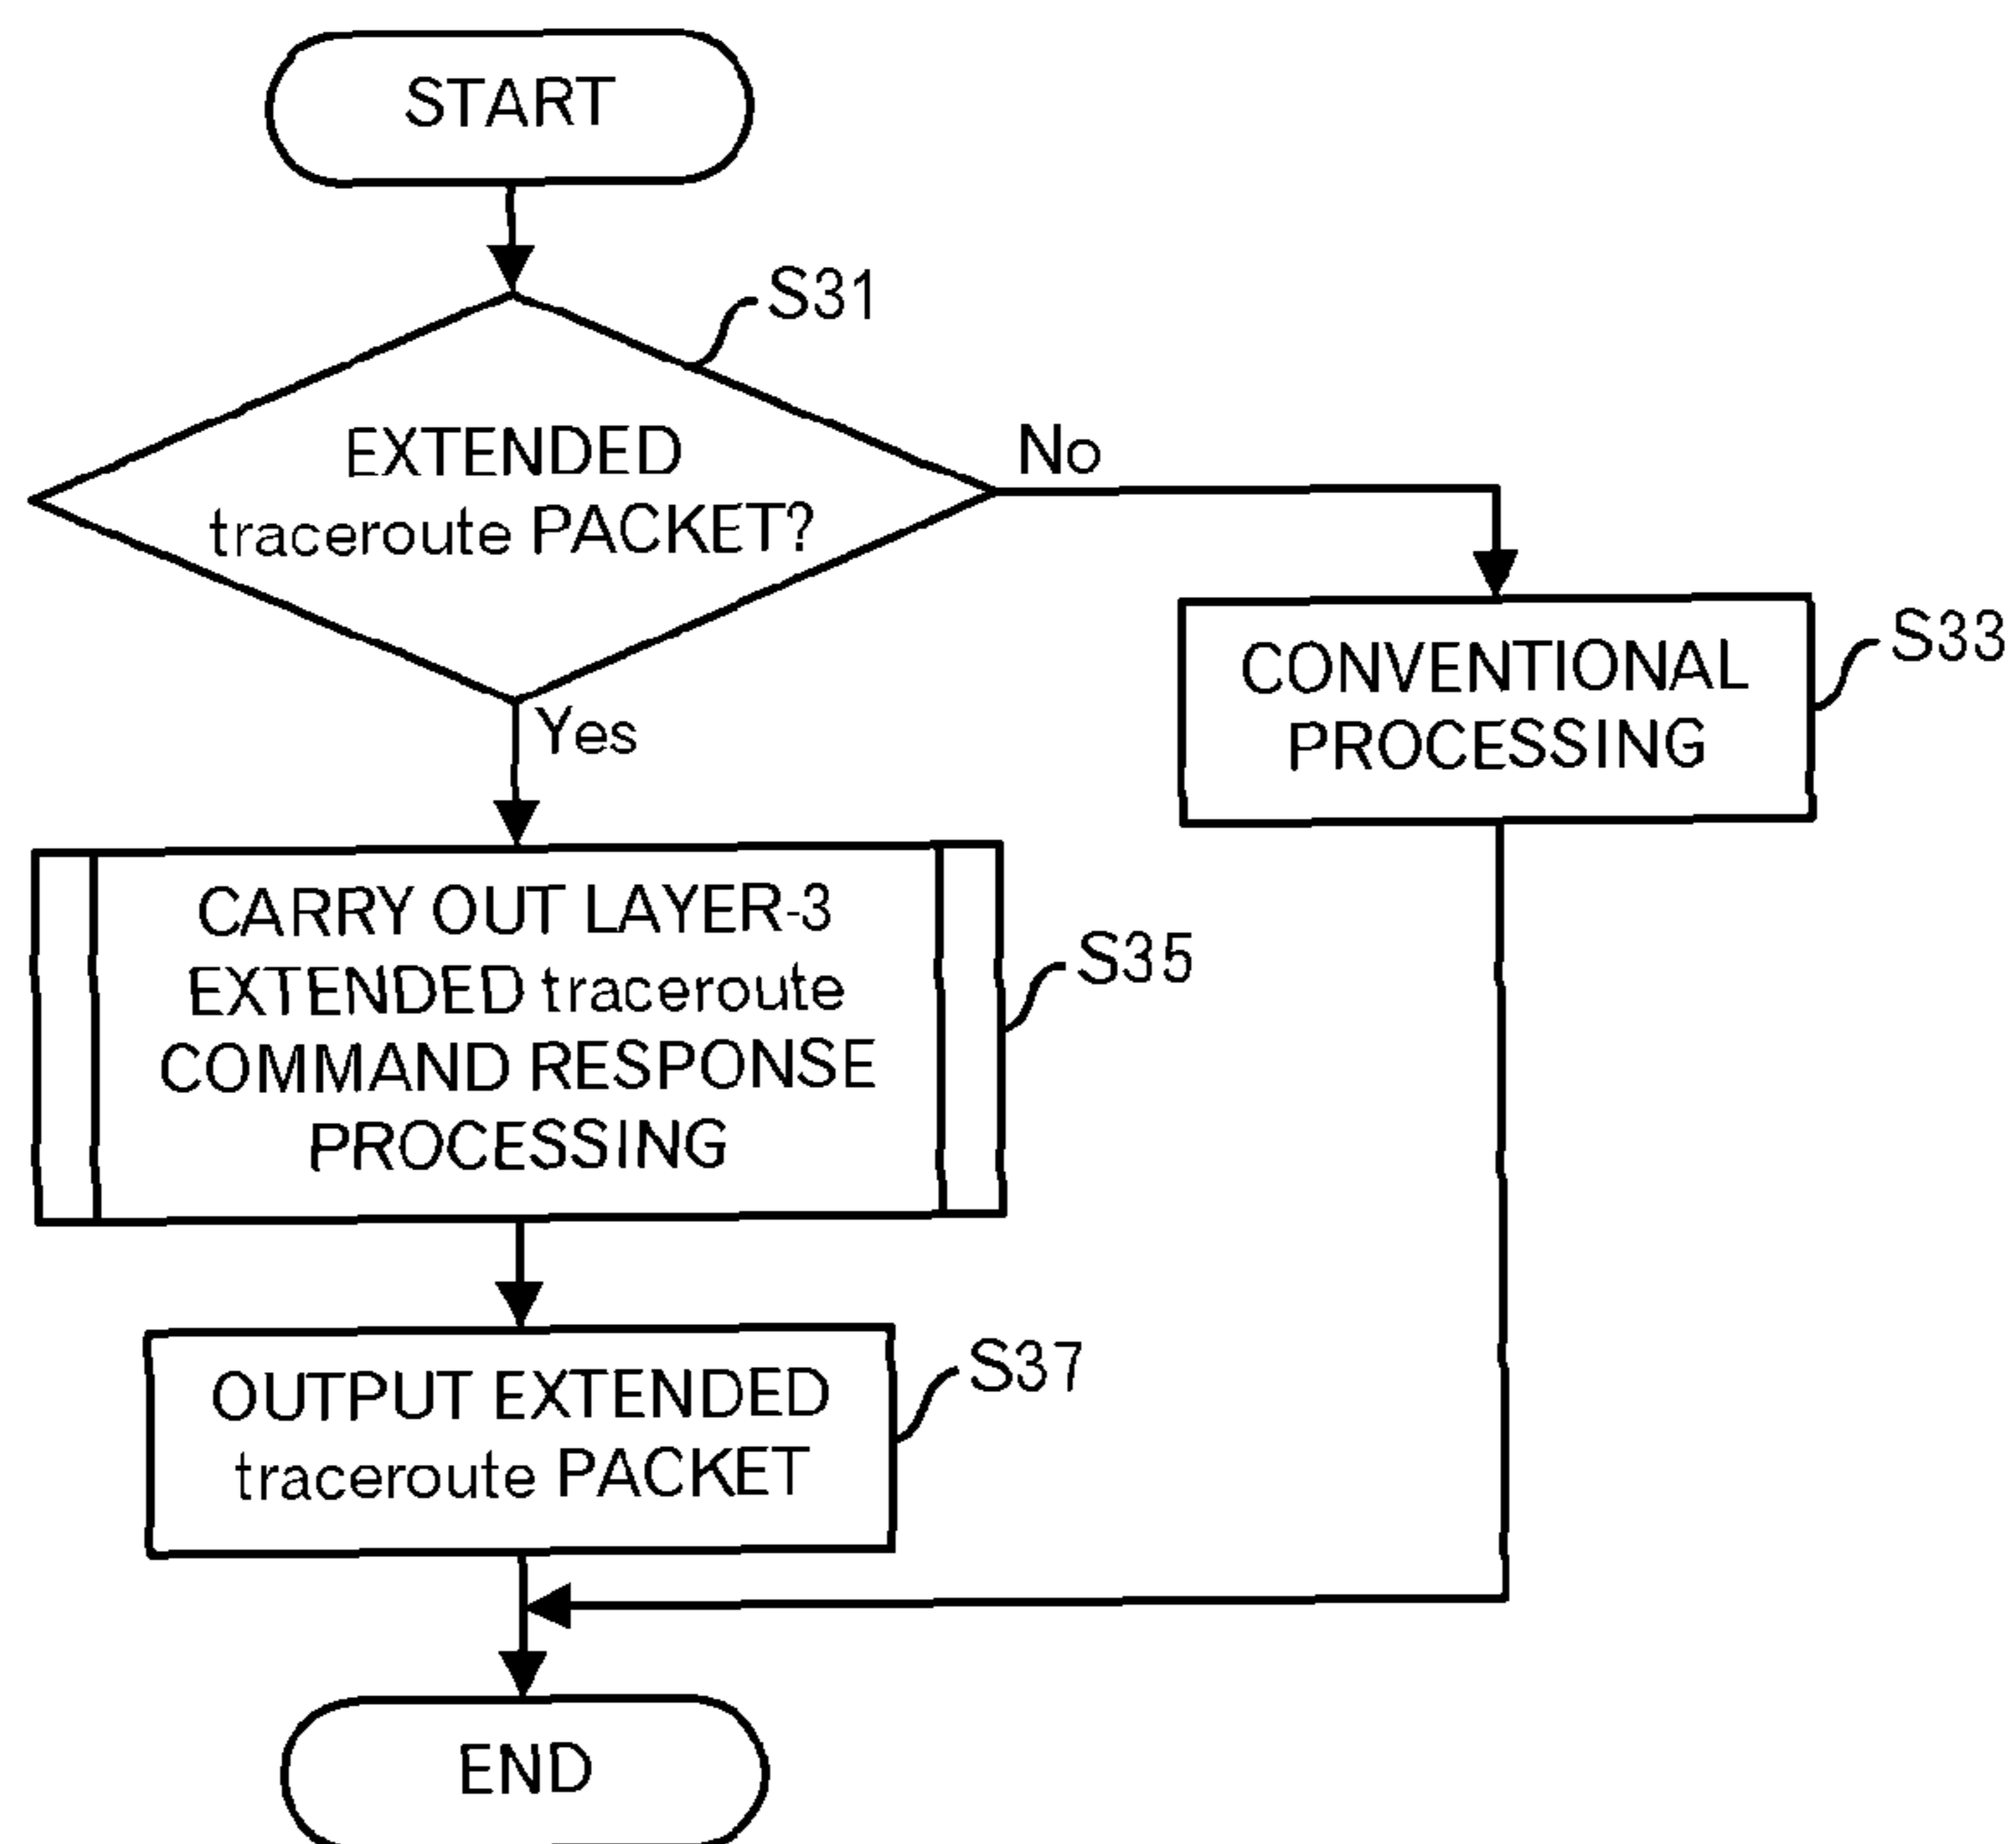 START
S31
EXTENDED
traceroute PACKET?
No
Yes
CONVENTIONAL
PROCESSING
S33
CARRY OUT LAYER-3
EXTENDED traceroute
COMMAND RESPONSE
PROCESSING
S35
OUTPUT EXTENDED
traceroute PACKET
S37
END